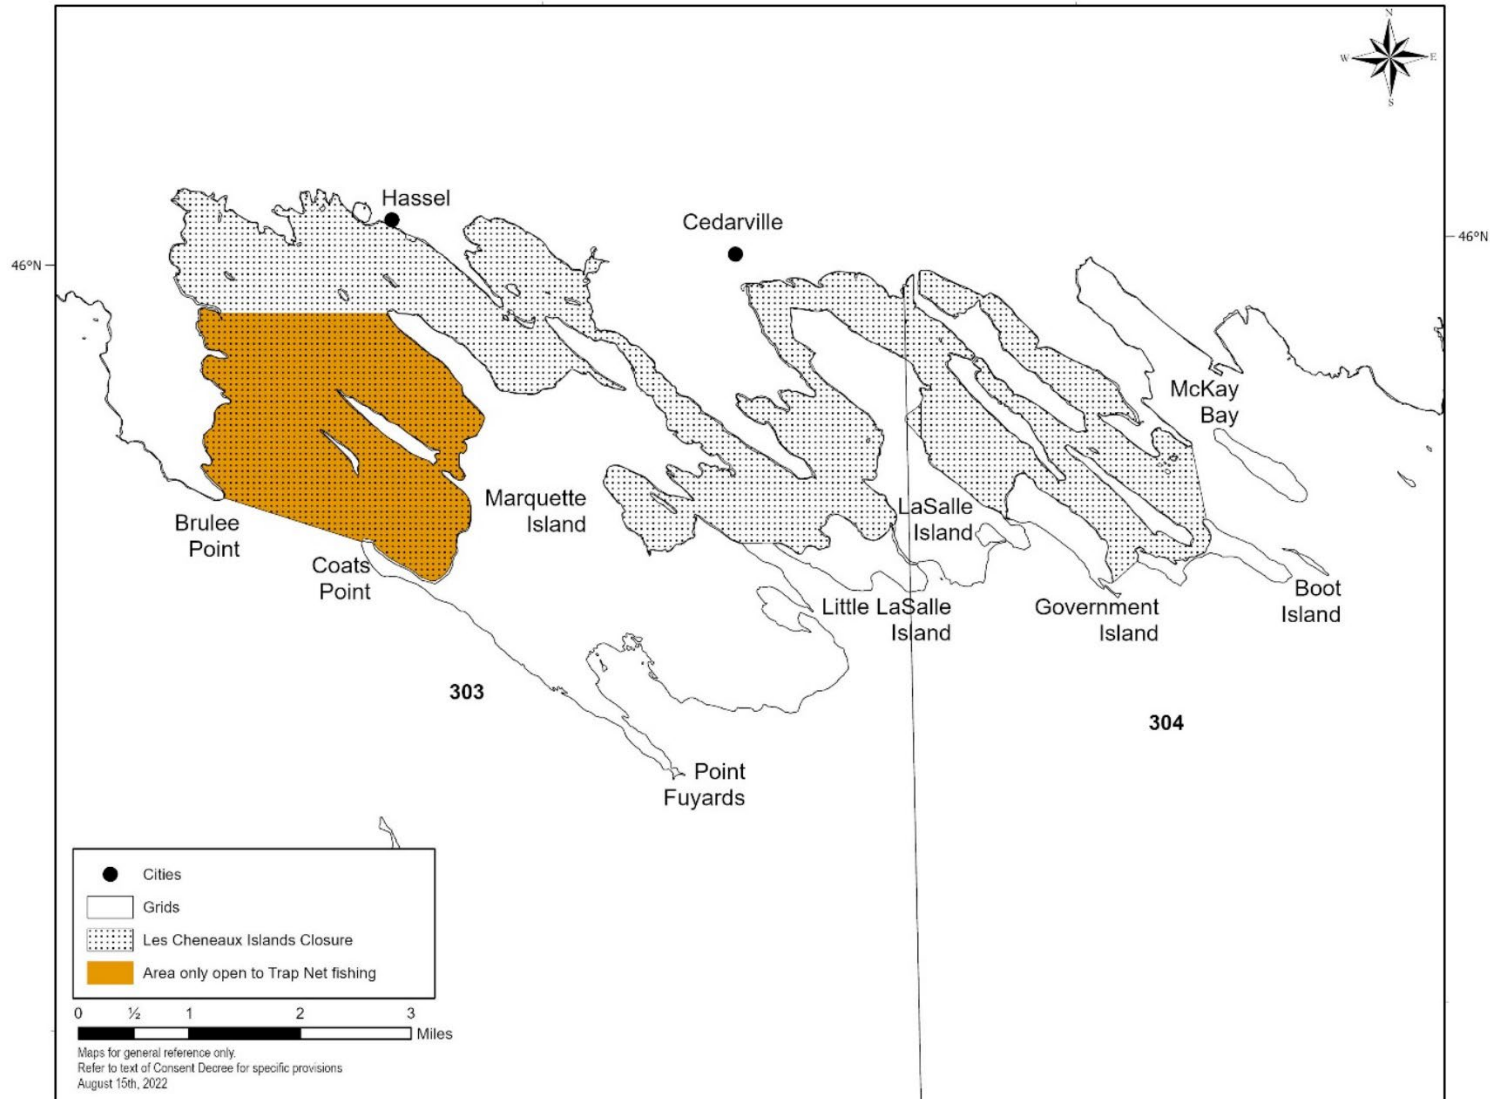 N
W
E
S
Hassel
Cedarville
46°N
46°N
McKay
Bay
Marquette
Island
LaSalle
Island
Brulee
Point
Coats
Point
Little LaSalle
Island
Government
Island
Boot
Island
303
304
Point
Fuyards
Cities
Grids
Les Cheneaux Islands Closure
Area only open to Trap Net fishing
0 ½ 1 2 3
Miles
Maps for general reference only.
Refer to text of Consent Decree for specific provisions
August 15th, 2022